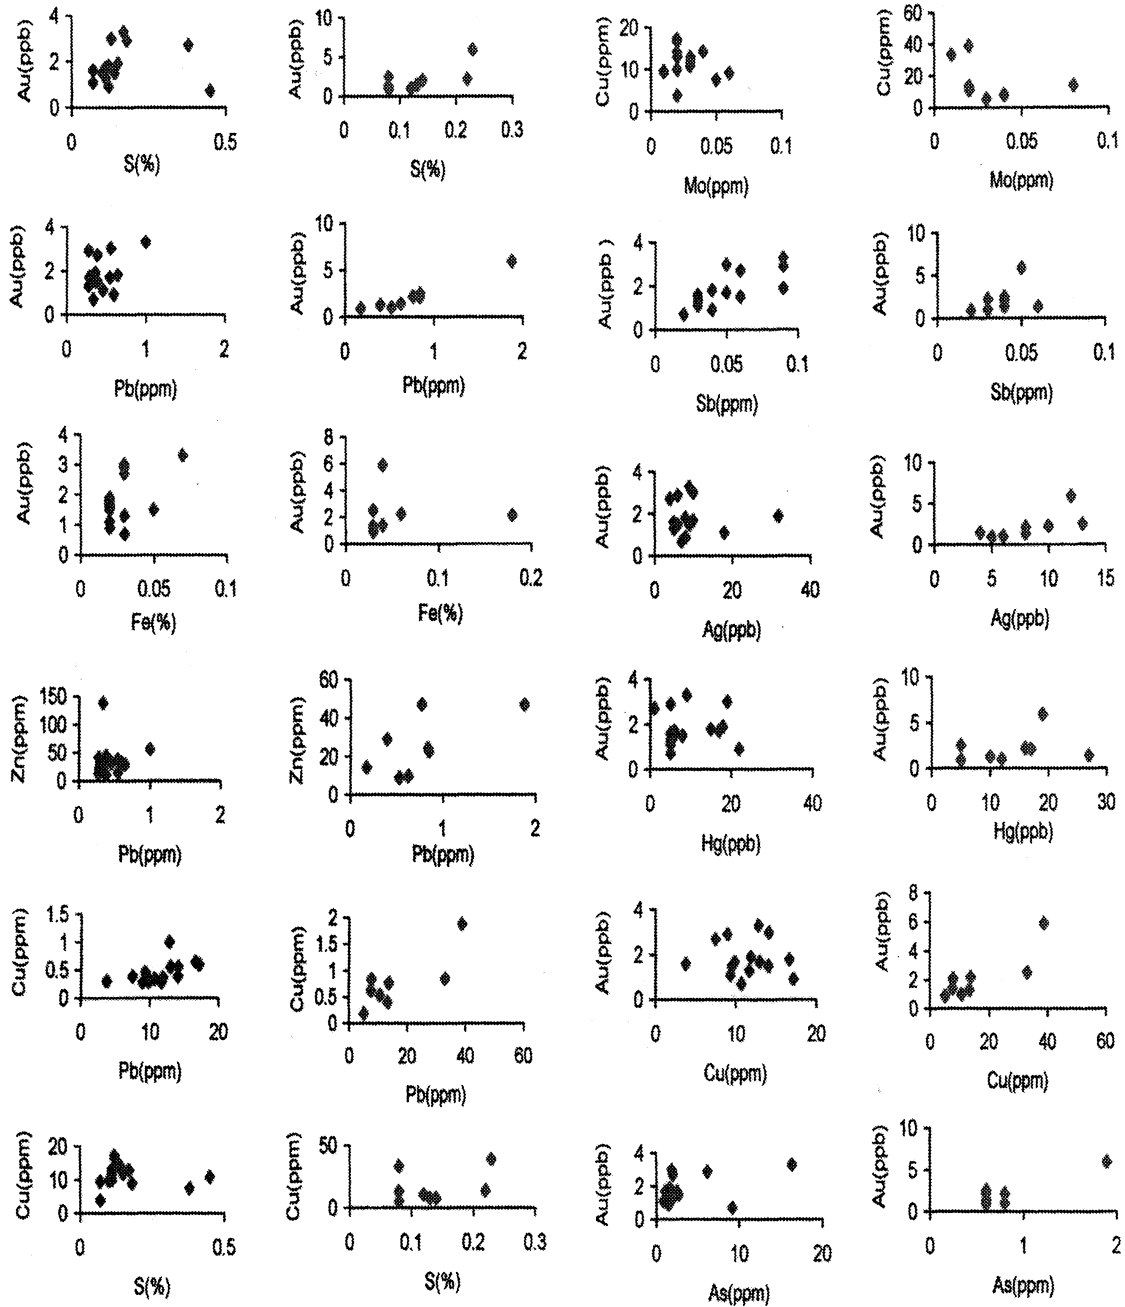 Au(ppb)
4
3
2
1
0
0 0.5
S(%)
Au(ppb)
10
5
0
0 0.1 0.2 0.3
S(%)
Cu(ppm)
20
10
0
0 0.05 0.1
Mo(ppm)
Cu(ppm)
60
40
20
0
0 0.05 0.1
Mo(ppm)
Au(ppb)
4
2
0
0 1 2
Pb(ppm)
Au(ppb)
10
5
0
0 1 2
Pb(ppm)
Au(ppb )
4
2
0
0 0.05 0.1
Sb(ppm)
Au(ppb)
10
5
0
0 0.05 0.1
Sb(ppm)
Au(ppb)
4
3
2
1
0
0 0.05 0.1
Fe(%)
Au(ppb)
8
6
4
2
0
0 0.1 0.2
Fe(%)
Au(ppb)
4
2
0
0 20 40
Ag(ppb)
Au(ppb)
10
5
0
0 5 10 15
Ag(ppb)
Zn(ppm)
150
100
50
0
0 1 2
Pb(ppm)
Zn(ppm)
60
40
20
0
0 1 2
Pb(ppm)
Au(ppb)
4
2
0
0 20 40
Hg(ppb)
Au(ppb)
10
5
0
0 10 20 30
Hg(ppb)
Cu(ppm)
1.5
1
0.5
0
0 10 20
Pb(ppm)
Cu(ppm)
2
1.5
1
0.5
0
0 20 40 60
Pb(ppm)
Au(ppb)
4
2
0
0 10 20
Cu(ppm)
Au(ppb)
8
6
4
2
0
0 20 40 60
Cu(ppm)
Cu(ppm)
20
10
0
0 0.5
S(%)
Cu(ppm)
50
0
0 0.1 0.2 0.3
S(%)
Au(ppb)
4
2
0
0 10 20
As(ppm)
Au(ppb)
10
5
0
0 1 2
As(ppm)